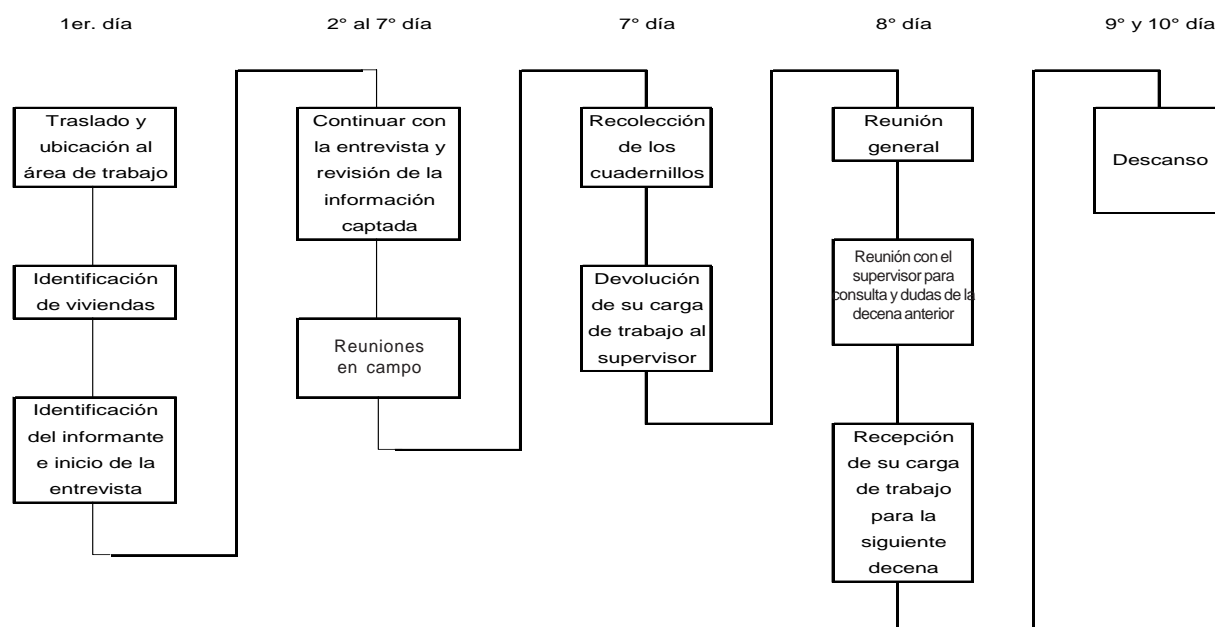 1er. día
Traslado y
ubicación al
área de trabajo
Identificación
de viviendas
Identificación
del informante
e inicio de la
entrevista
2° al 7° día
Continuar con
la entrevista y
revisión de la
información
captada
Reuniones
en campo
7° día
Recolección
de los
cuadernillos
Devolución
de su carga
de trabajo al
supervisor
8° día
Reunión
general
Reunión con el
supervisor para
consulta y dudas de la
decena anterior
Recepción
de su carga
de trabajo
para la
siguiente
decena
9° y 10° día
Descanso